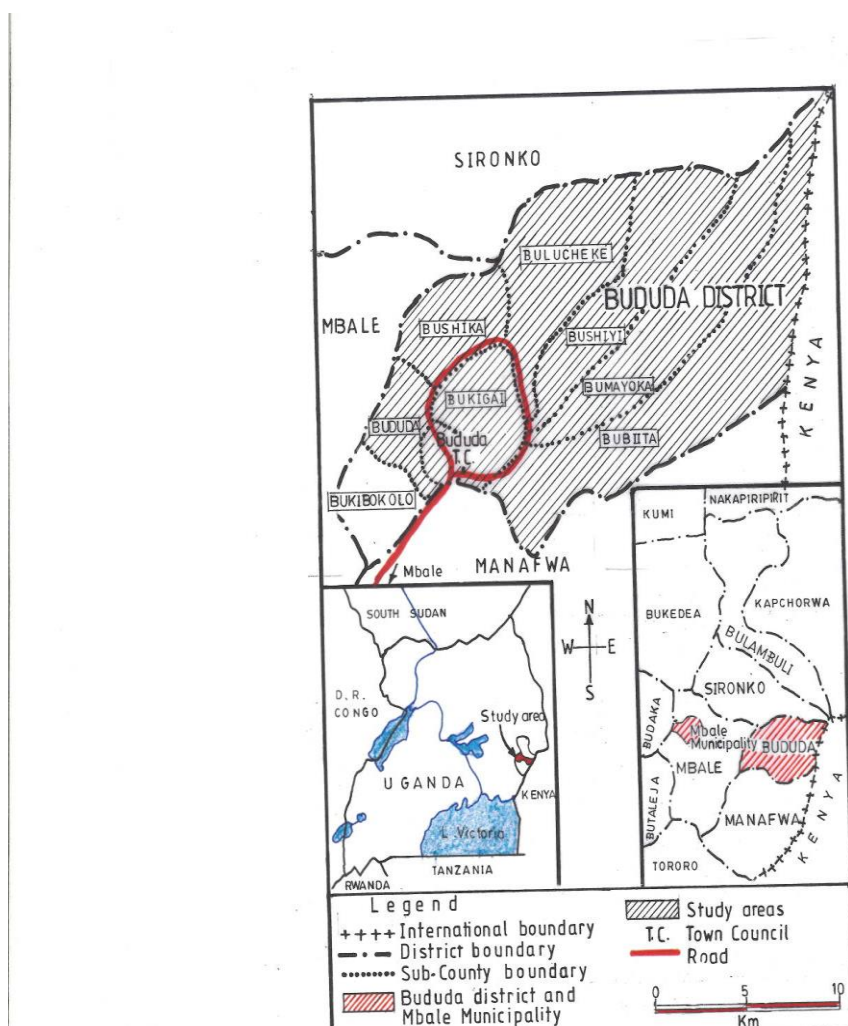 SIRONKO
BULUCHEKE
BUDUDA DISTRICT
MBALE
BUSHIKA
BUSHIYI
BUKIGAI
BUMAYOKA
KENYA
BUDUDA
Bududa
T.C.
BUBIITA
BUKIBOKOLO
MANAFWA
Mbale
SOUTH SUDAN
D.R.
CONGO
Study area
UGANDA
KENYA
L. Victoria
TANZANIA
RWANDA
N
W E
S
NAKAPIRIPIRIT
KUMI
KAPCHORWA
BUKEDEA
BULAMBULI
SIRONKO
BUDAKA
Mbale
Municipality
BUDUDA
MBALE
BUTALEJA
MANAFWA
KENYA
TORORO
Legend
International boundary
District boundary
Sub-County boundary
Bududa district and
Mbale Municipality
Study areas
T.C. Town Council
Road
0 5 10
Km